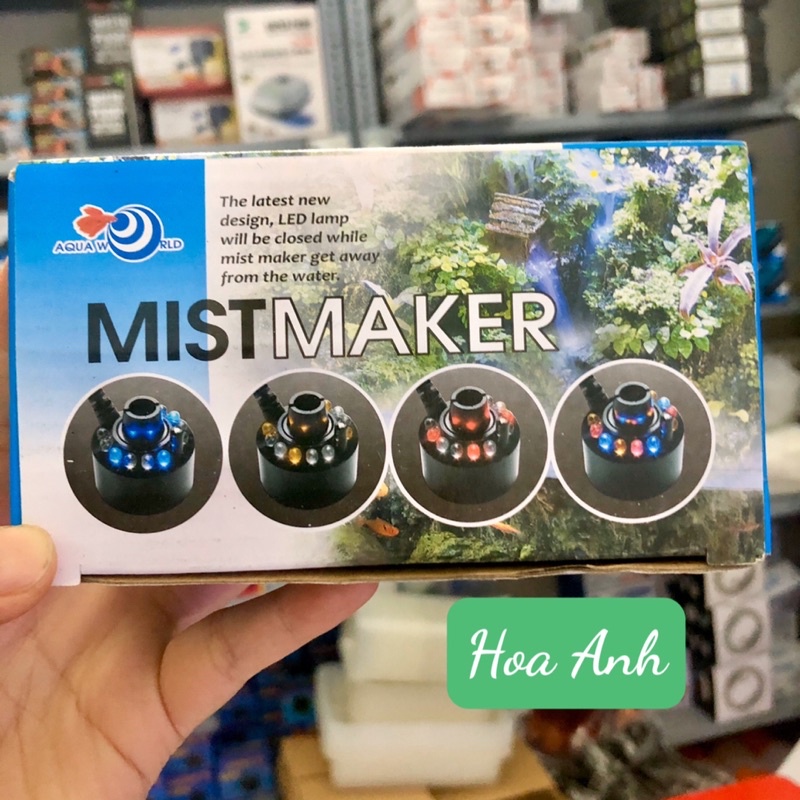 AQUA WORLD
The latest new
design, LED lamp
will be closed while
mist maker get away
from the water.
MISTMAKER
Hoa Anh